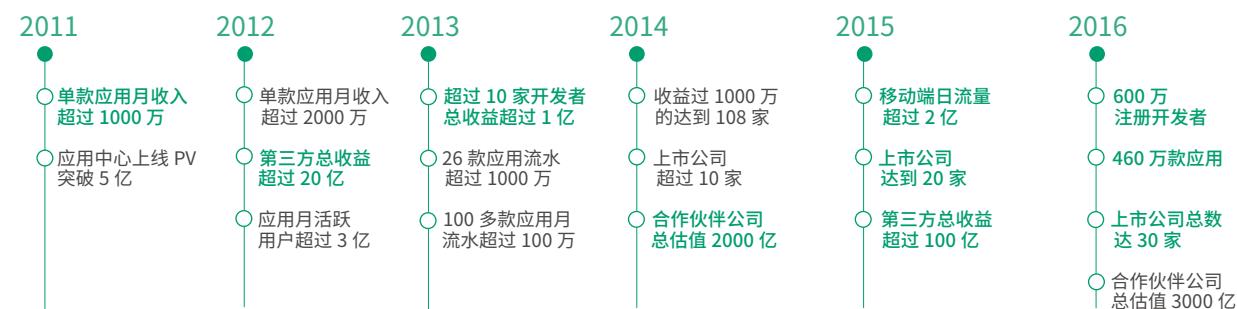 2011
单款应用月收入
超过 1000 万
应用中心上线 PV
突破 5 亿
2012
单款应用月收入
超过 2000 万
第三方总收益
超过 20 亿
应用月活跃
用户超过 3 亿
2013
超过 10 家开发者
总收益超过 1 亿
26 款应用流水
超过 1000 万
100 多款应用月
流水超过 100 万
2014
收益过 1000 万
的达到 108 家
上市公司
超过 10 家
合作伙伴公司
总估值 2000 亿
2015
移动端日流量
超过 2 亿
上市公司
达到 20 家
第三方总收益
超过 100 亿
2016
600 万
注册开发者
460 万款应用
上市公司总数
达 30 家
合作伙伴公司
总估值 3000 亿